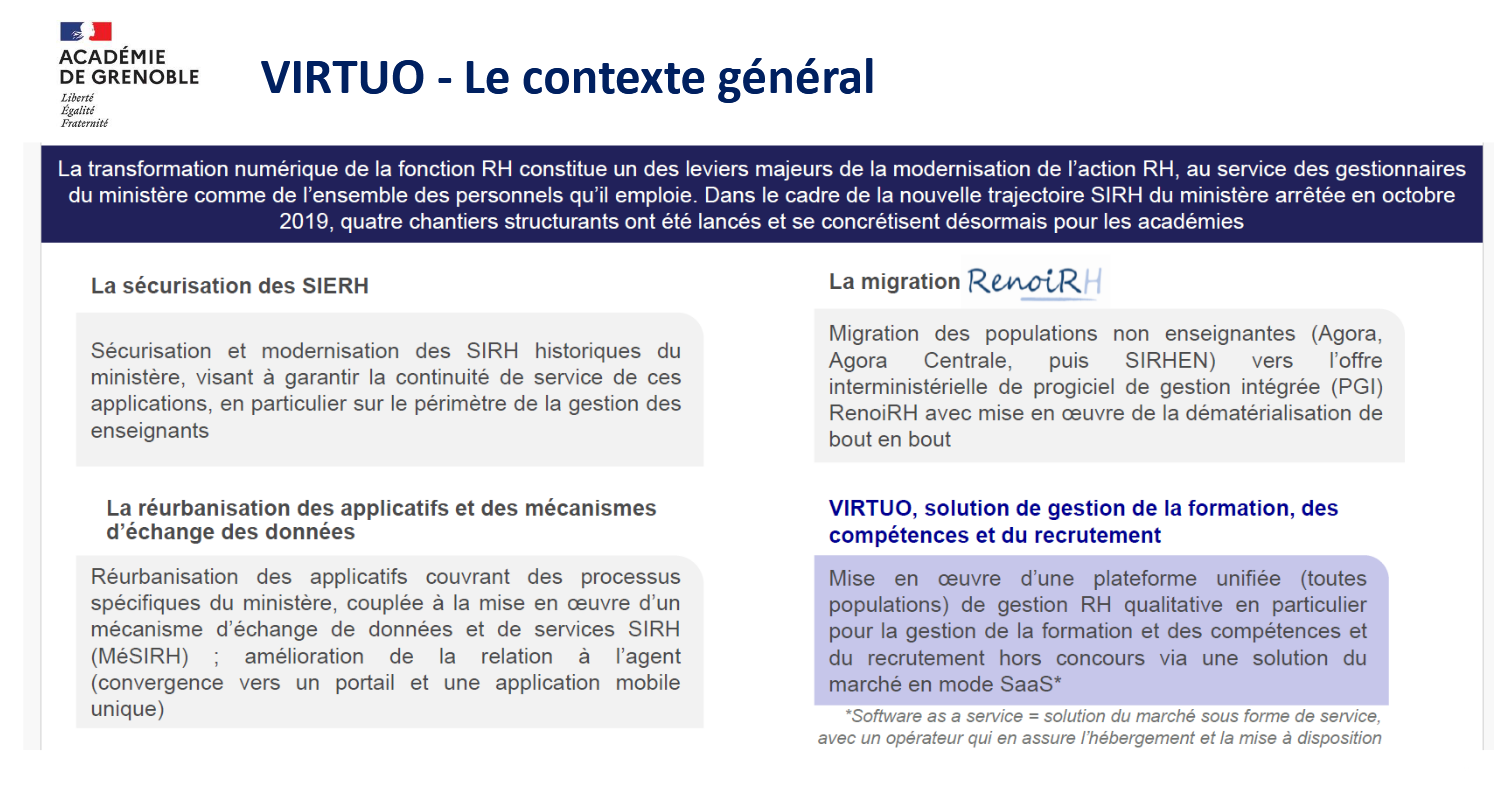 ACADÉMIE
DE GRENOBLE
Liberté
Égalité
Fraternité
VIRTUO - Le contexte général
La transformation numérique de la fonction RH constitue un des leviers majeurs de la modernisation de l'action RH, au service des gestionnaires
du ministère comme de l'ensemble des personnels qu'il emploie. Dans le cadre de la nouvelle trajectoire SIRH du ministère arrêtée en octobre
2019, quatre chantiers structurants ont été lancés et se concrétisent désormais pour les académies
La sécurisation des SIERH
Sécurisation et modernisation des SIRH historiques du
ministère, visant à garantir la continuité de service de ces
applications, en particulier sur le périmètre de la gestion des
enseignants
La migration RenoiRH
Migration des populations non enseignantes (Agora,
Agora Centrale, puis SIRHEN) vers l'offre
interministérielle de progiciel de gestion intégrée (PGI)
RenoiRH avec mise en œuvre de la dématérialisation de
bout en bout
La réurbanisation des applicatifs et des mécanismes
d'échange des données
Réurbanisation des applicatifs couvrant des processus
spécifiques du ministère, couplée à la mise en œuvre d'un
mécanisme d'échange de données et de services SIRH
(MéSIRH) ; amélioration de la relation à l'agent
(convergence vers un portail et une application mobile
unique)
VIRTUO, solution de gestion de la formation, des
compétences et du recrutement
Mise en œuvre d'une plateforme unifiée (toutes
populations) de gestion RH qualitative en particulier
pour la gestion de la formation et des compétences et
du recrutement hors concours via une solution du
marché en mode SaaS*
*Software as a service = solution du marché sous forme de service,
avec un opérateur qui en assure l'hébergement et la mise à disposition